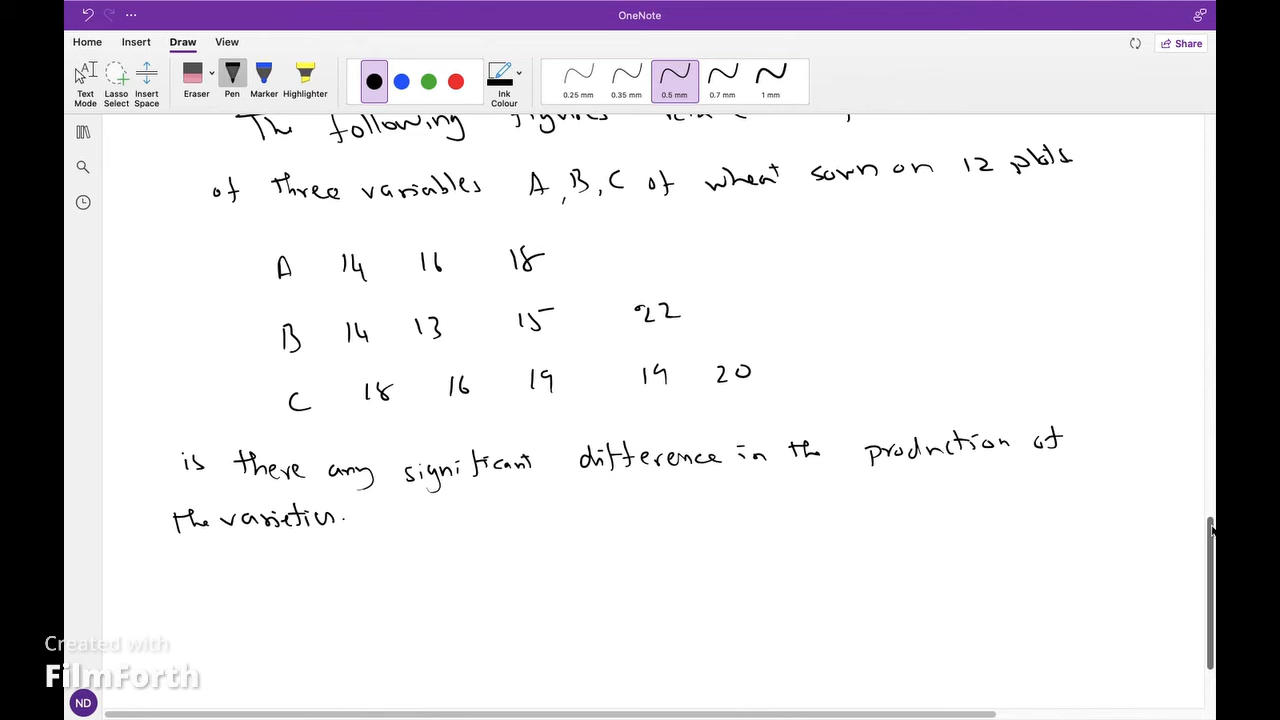 OneNote
Home Insert Draw View
Share
Text Mode Lasso Select Insert Space Eraser Pen Marker Highlighter Ink Colour 0.25 mm 0.35 mm 0.5 mm 0.7 mm 1 mm
The following figures
of three variables A, B, C of wheat sown on 12 plots
A 14 16 18
B 14 13 15 22
C 18 16 19 19 20
is there any significant difference in the production of
the varieties.
Created with
FilmForth
ND